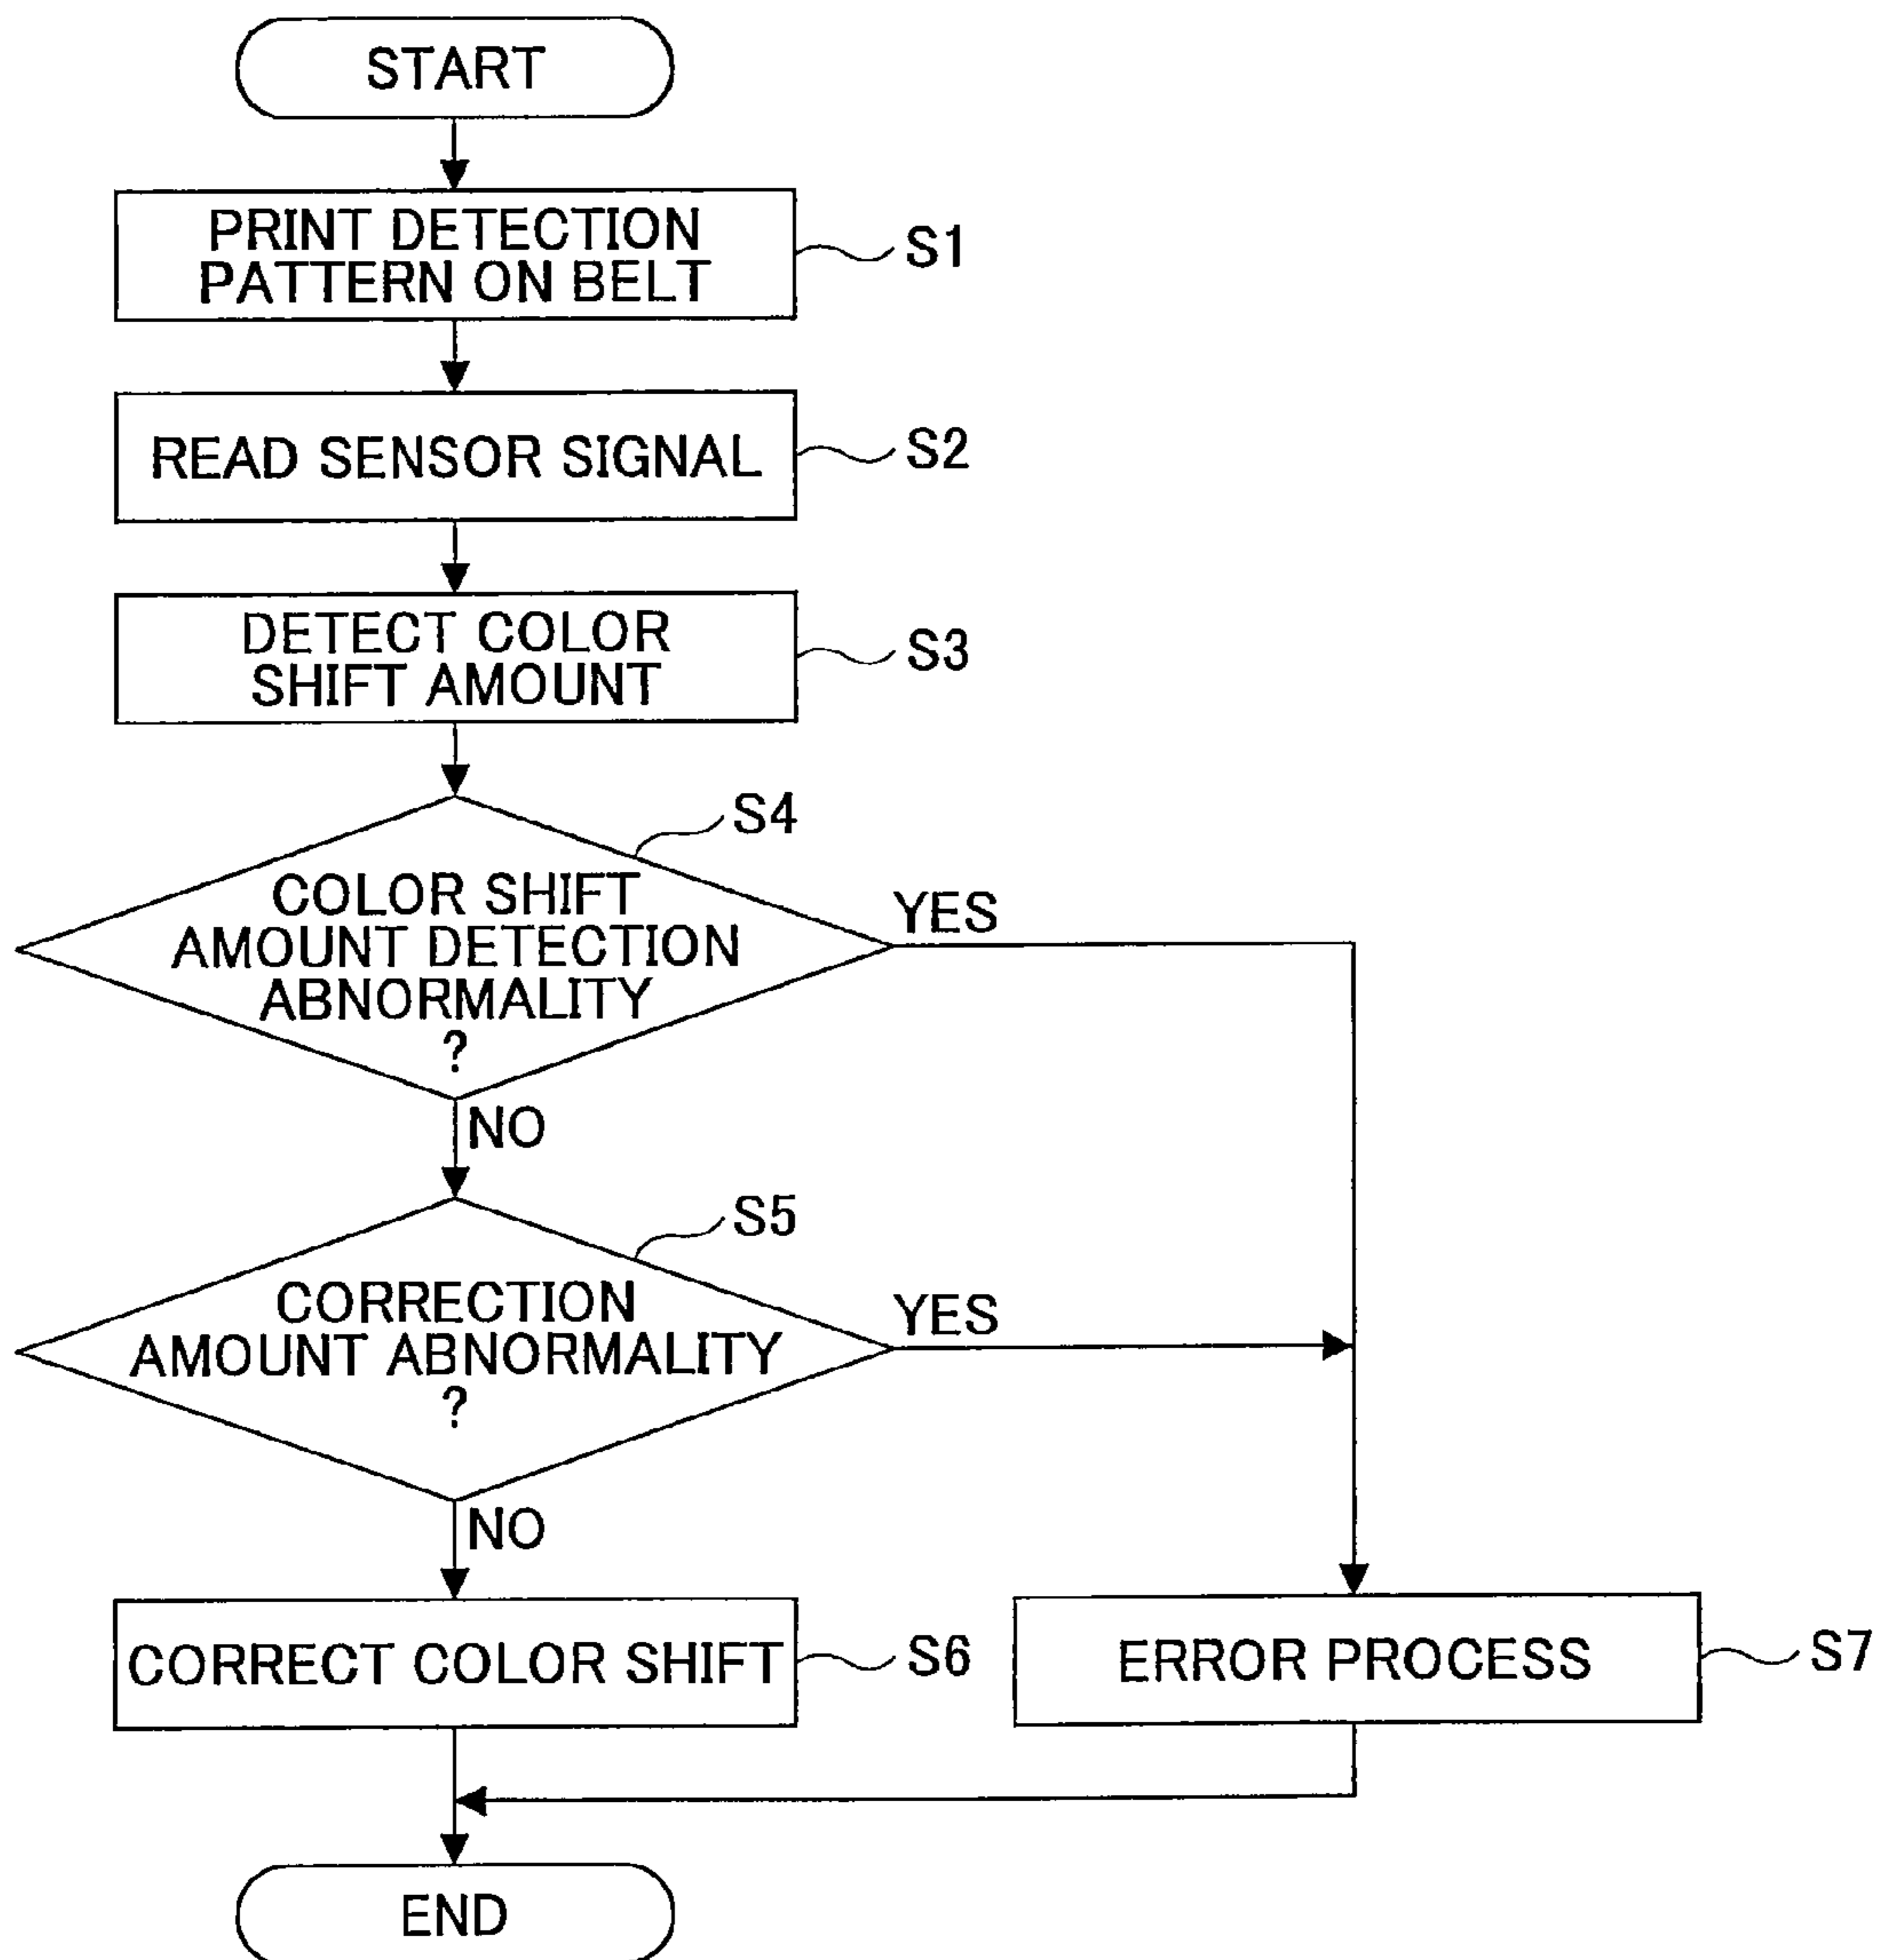 START
PRINT DETECTION
PATTERN ON BELT
S1
READ SENSOR SIGNAL
S2
DETECT COLOR
SHIFT AMOUNT
S3
S4
COLOR SHIFT
AMOUNT DETECTION
ABNORMALITY
?
YES
NO
S5
CORRECTION
AMOUNT ABNORMALITY
?
YES
NO
CORRECT COLOR SHIFT
S6
ERROR PROCESS
S7
END